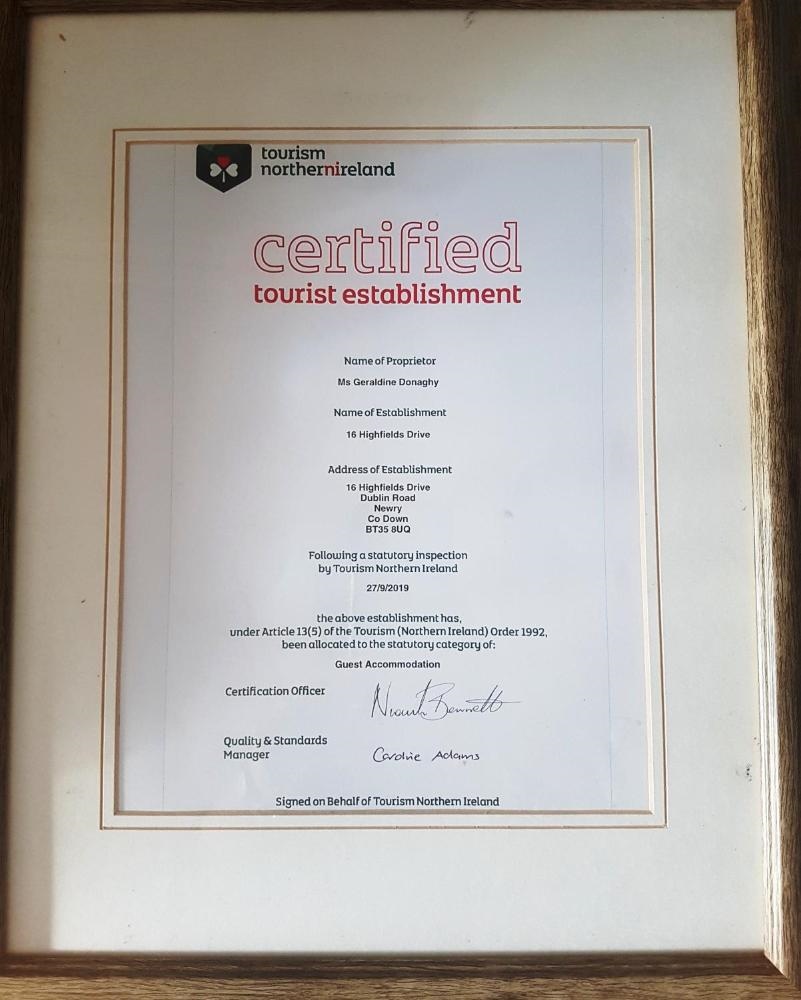 tourism
northernireland
certified
tourist establishment
Name of Proprietor
Ms Geraldine Donaghy
Name of Establishment
16 Highfields Drive
Address of Establishment
16 Highfields Drive
Dublin Road
Newry
Co Down
BT35 8UQ
Following a statutory inspection
by Tourism Northern Ireland
27/9/2019
the above establishment has,
under Article 13(5) of the Tourism (Northern Ireland) Order 1992,
been allocated to the statutory category of:
Guest Accommodation
Certification Officer
Bennett
Quality & Standards
Manager
Caroline Adams
Signed on Behalf of Tourism Northern Ireland